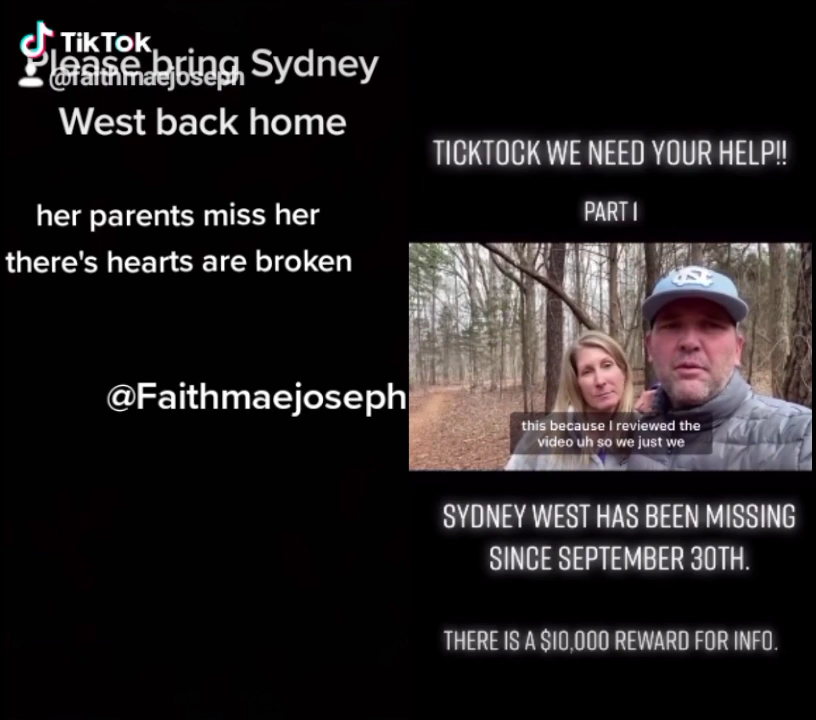 TikTok
@faithmaejoseph
Please bring Sydney
West back home
her parents miss her
there's hearts are broken
@Faithmaejoseph
TICKTOCK WE NEED YOUR HELP!!
PART 1
NC
this because I reviewed the
video uh so we just we
SYDNEY WEST HAS BEEN MISSING
SINCE SEPTEMBER 30TH.
THERE IS A $10,000 REWARD FOR INFO.